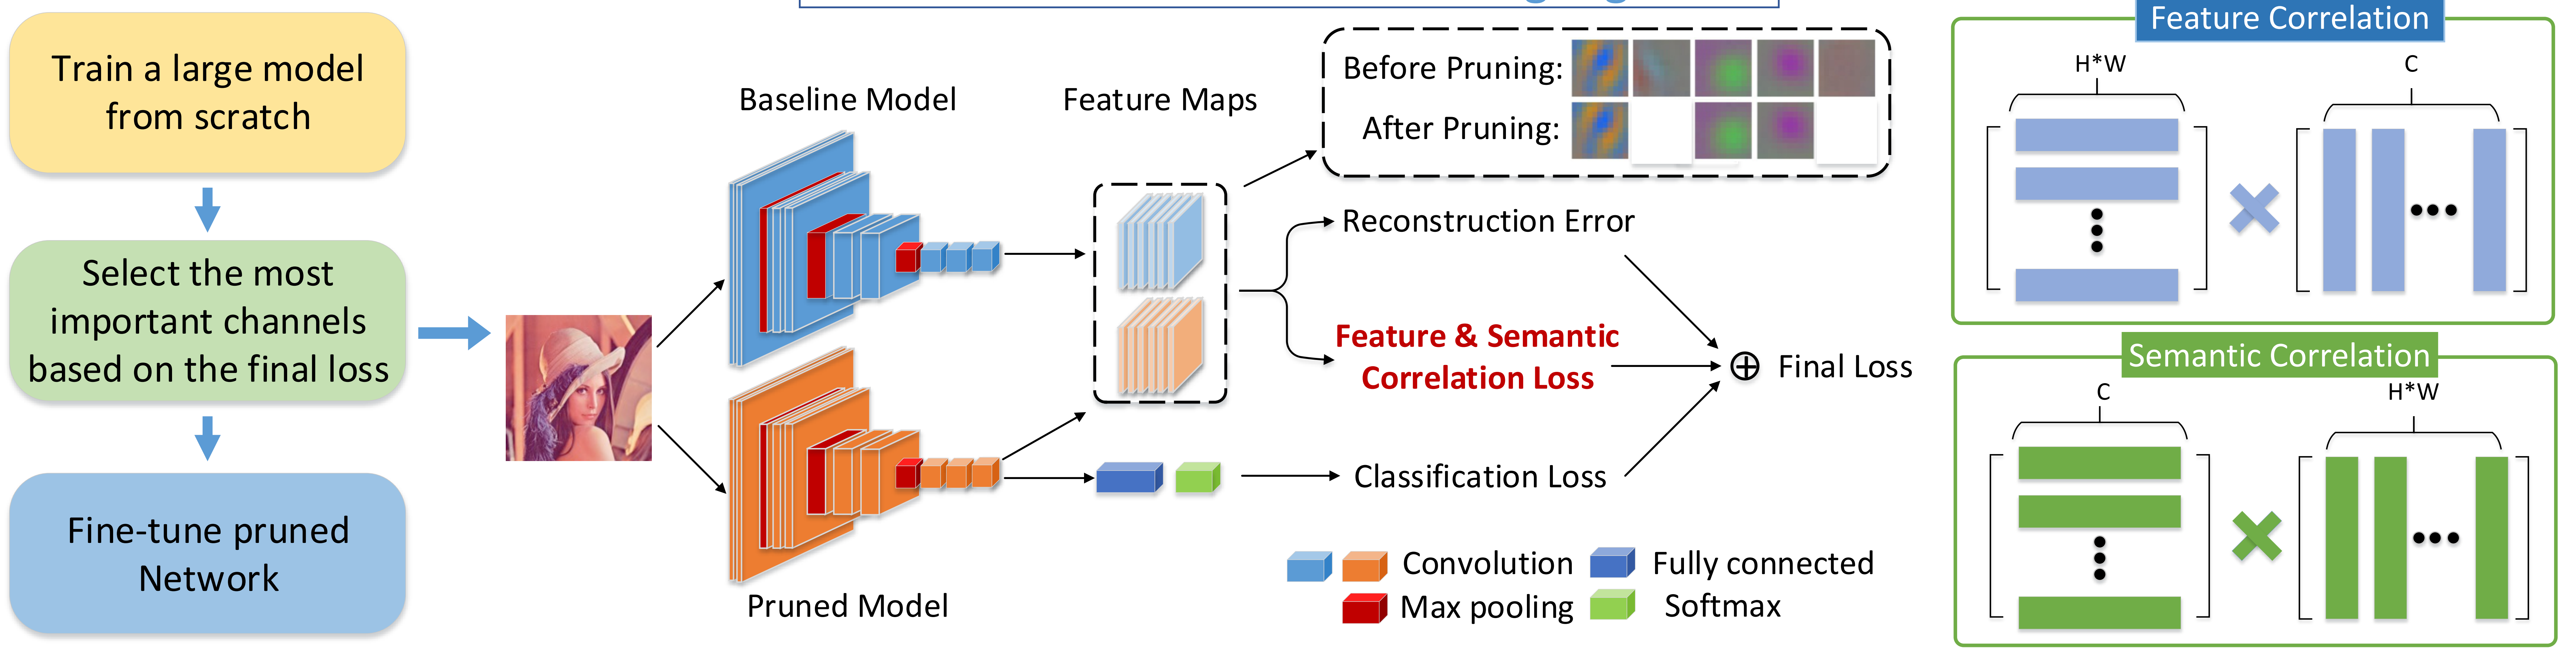 Train a large model
from scratch
Select the most
important channels
based on the final loss
Fine-tune pruned
Network
Baseline Model
Pruned Model
Feature Maps
Before Pruning:
After Pruning:
Reconstruction Error
Feature & Semantic
Correlation Loss
Classification Loss
Final Loss
Convolution
Fully connected
Max pooling
Softmax
Feature Correlation
H*W
C
Semantic Correlation
C
H*W